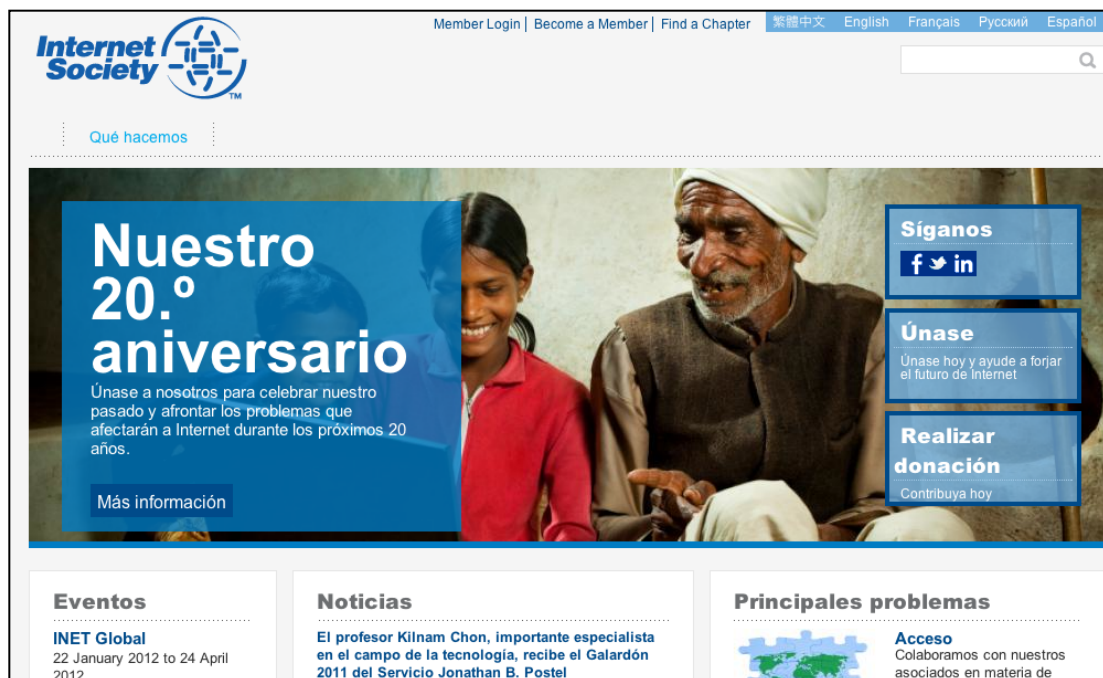 Member Login | Become a Member | Find a Chapter
繁體中文 English Français Русский Español
Internet
Society
TM
Qué hacemos
Nuestro
20.º
aniversario
Únase a nosotros para celebrar nuestro
pasado y afrontar los problemas que
afectarán a Internet durante los próximos 20
años.
Más información
Síganos
f in
Únase
Únase hoy y ayude a forjar
el futuro de Internet
Realizar
donación
Contribuya hoy
Eventos
INET Global
22 January 2012 to 24 April
2012
Noticias
El profesor Kilnam Chon, importante especialista
en el campo de la tecnología, recibe el Galardón
2011 del Servicio Jonathan B. Postel
Principales problemas
Acceso
Colaboramos con nuestros
asociados en materia de